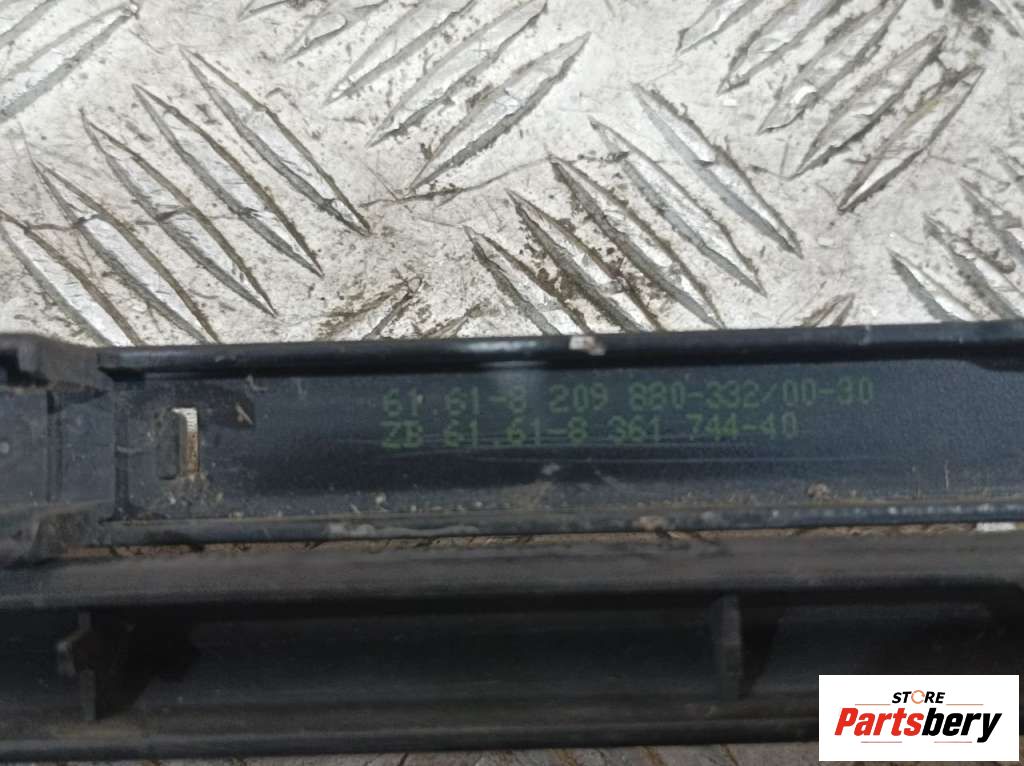 61.61-8 209 880-332/00-30
ZB 61.61-8 361 744-40
STORE
Partsbery